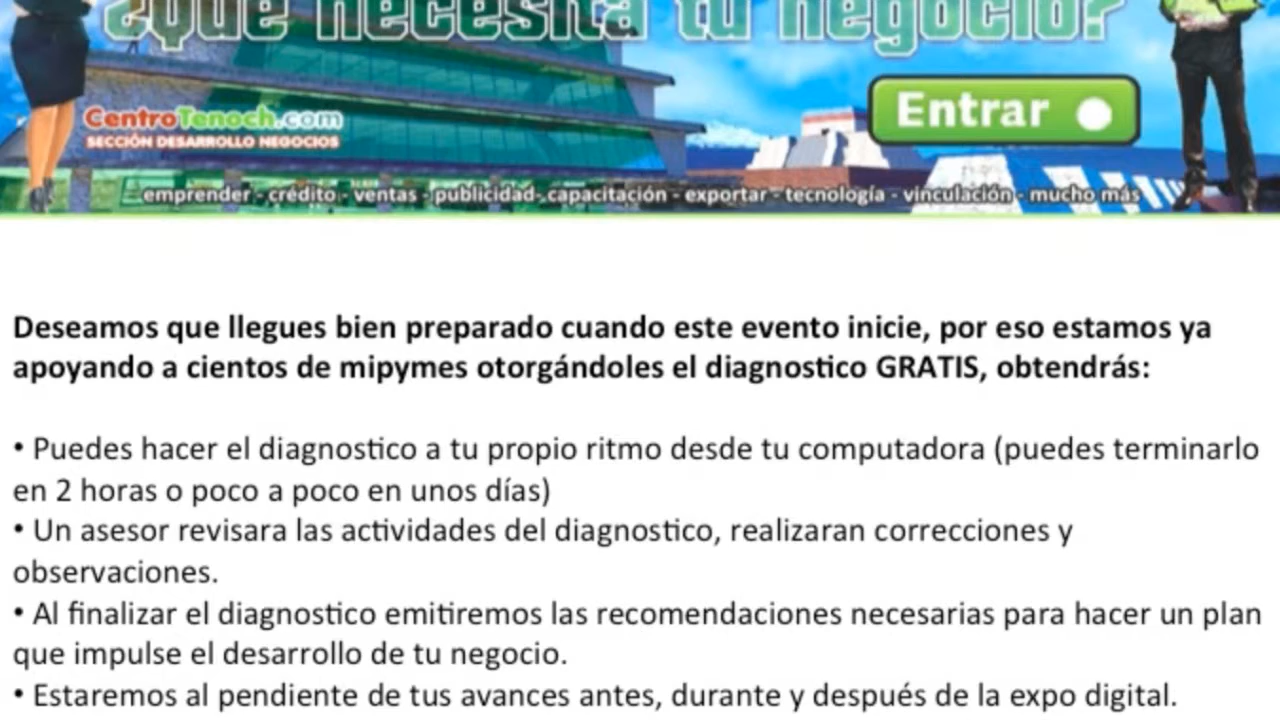 ¿Qué necesita tu negocio?
Entrar
CentroTenoch.com
SECCIÓN DESARROLLO NEGOCIOS
emprender - crédito - ventas - publicidad- capacitación - exportar - tecnología - vinculación - mucho más
Deseamos que llegues bien preparado cuando este evento inicie, por eso estamos ya
apoyando a cientos de mipymes otorgándoles el diagnostico GRATIS, obtendrás:
• Puedes hacer el diagnostico a tu propio ritmo desde tu computadora (puedes terminarlo
en 2 horas o poco a poco en unos días)
• Un asesor revisara las actividades del diagnostico, realizaran correcciones y
observaciones.
• Al finalizar el diagnostico emitiremos las recomendaciones necesarias para hacer un plan
que impulse el desarrollo de tu negocio.
• Estaremos al pendiente de tus avances antes, durante y después de la expo digital.